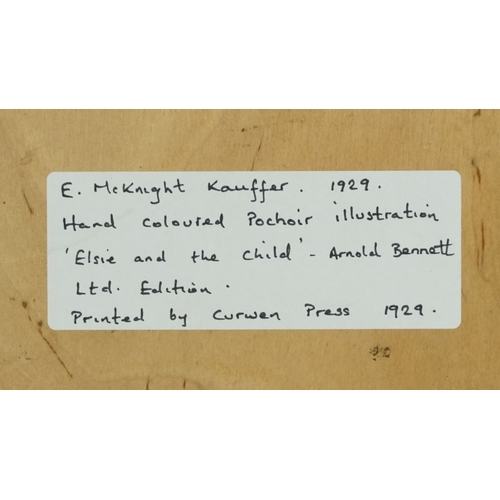 E. McKnight Kauffer. 1929.
Hand coloured Pochoir illustration
'Elsie and the child' - Arnold Bennett
Ltd. Edition.
Printed by Curwen Press 1929.